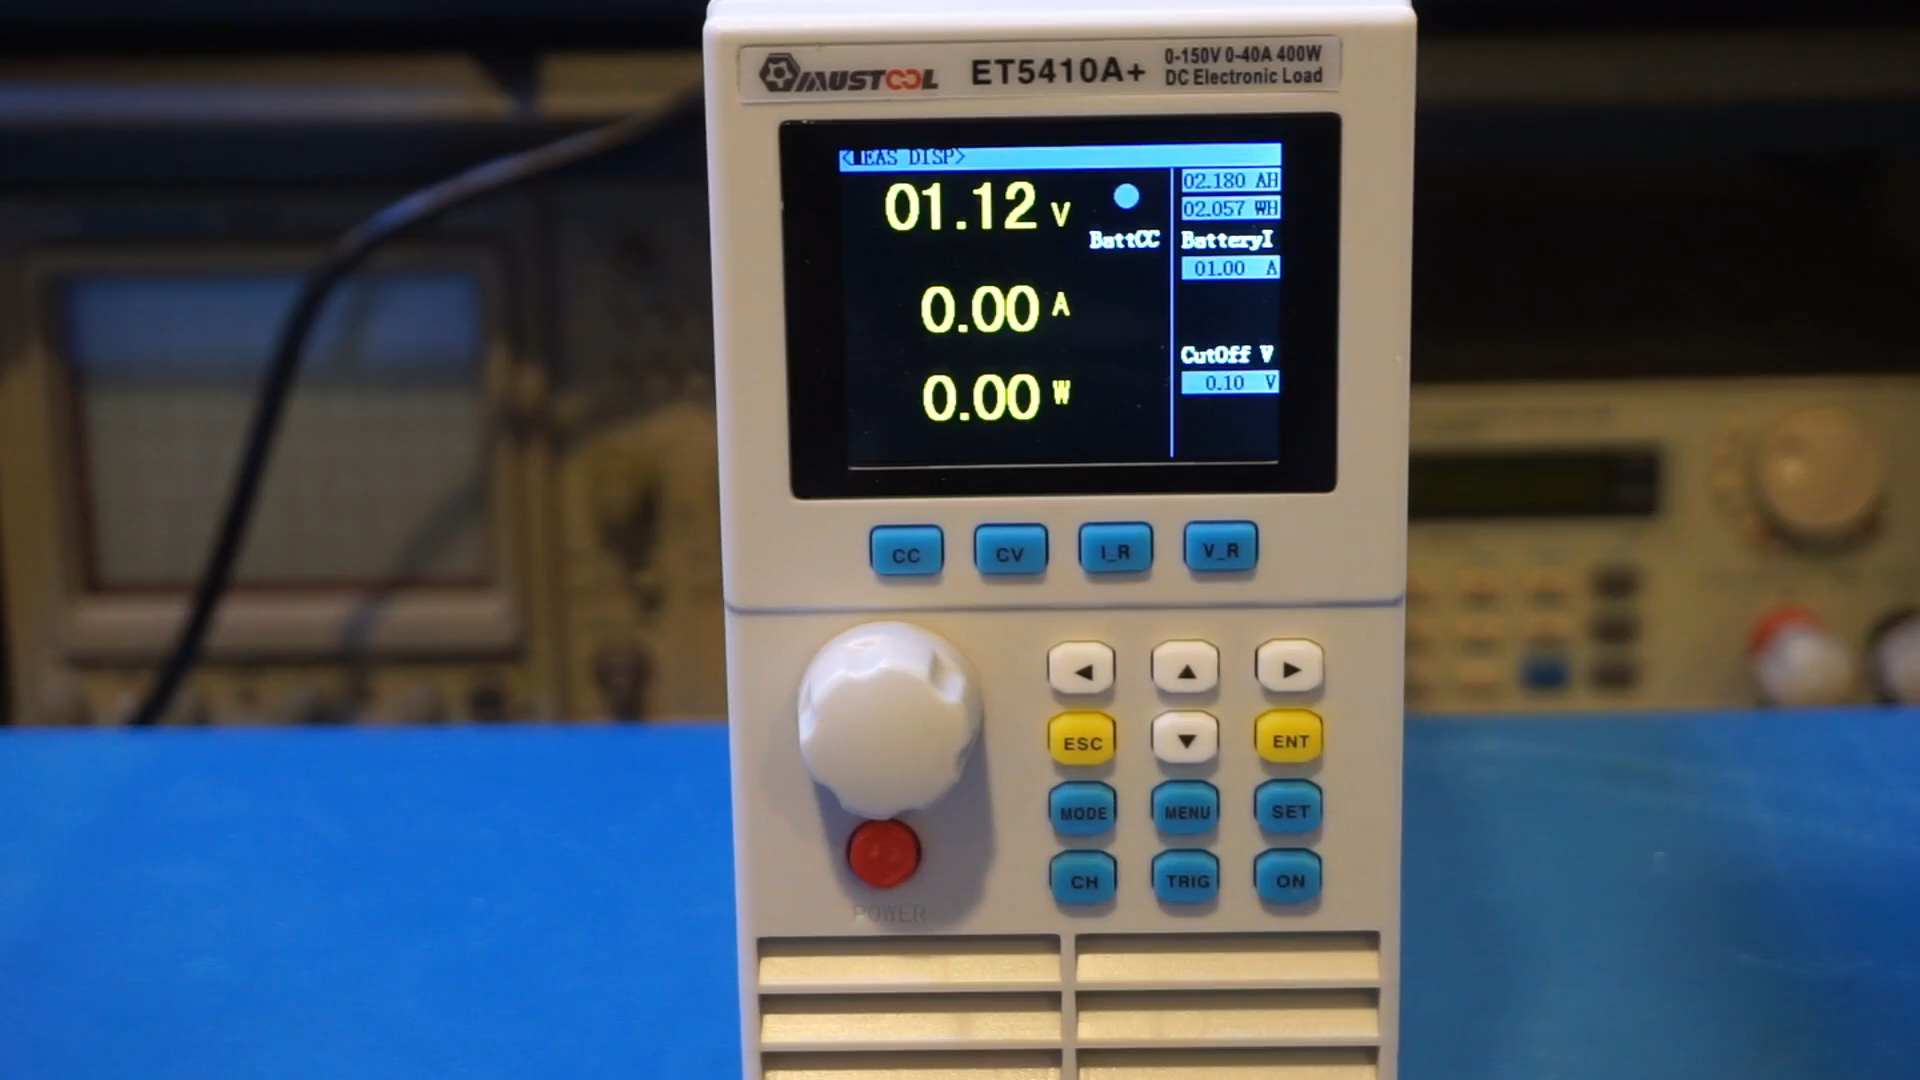 MUSTOOL ET5410A+ 0-150V 0-40A 400W
DC Electronic Load
<MEAS DISP>
01.12 V
BattCC
0.00 A
0.00 W
02.180 AH
02.057 WH
BatteryI
01.00 A
CutOff V
0.10 V
CC CV I_R V_R
◀ ▲ ▶
ESC ▼ ENT
MODE MENU SET
CH TRIG ON
POWER